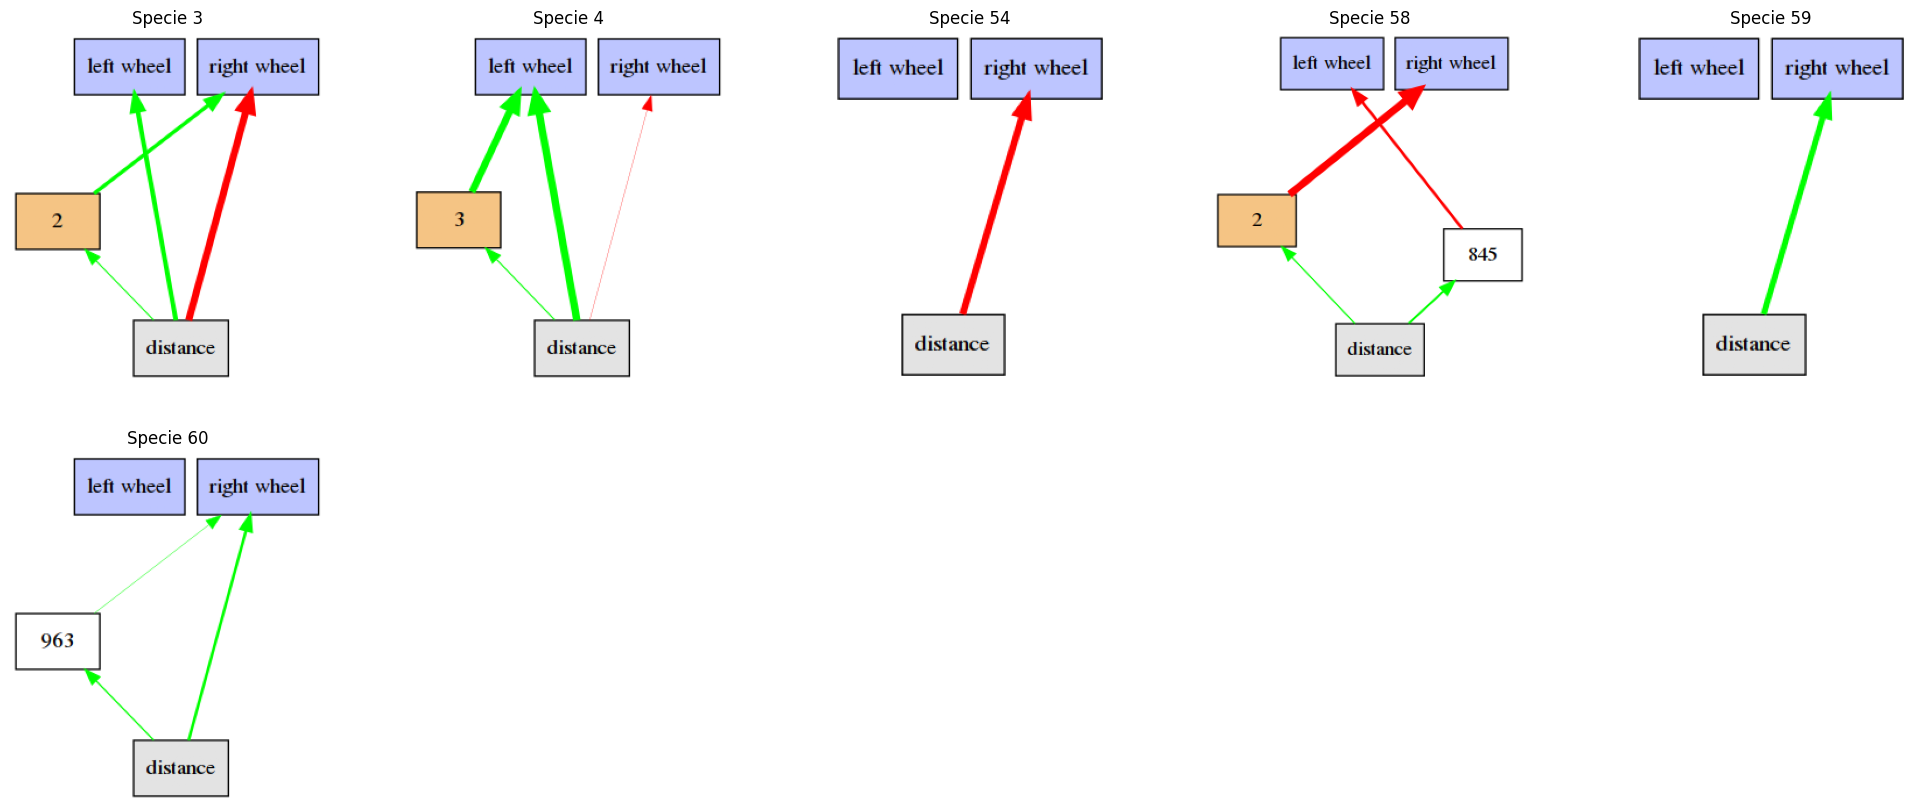 Specie 3
left wheel
right wheel
2
distance
Specie 4
left wheel
right wheel
3
distance
Specie 54
left wheel
right wheel
distance
Specie 58
left wheel
right wheel
2
845
distance
Specie 59
left wheel
right wheel
distance
Specie 60
left wheel
right wheel
963
distance